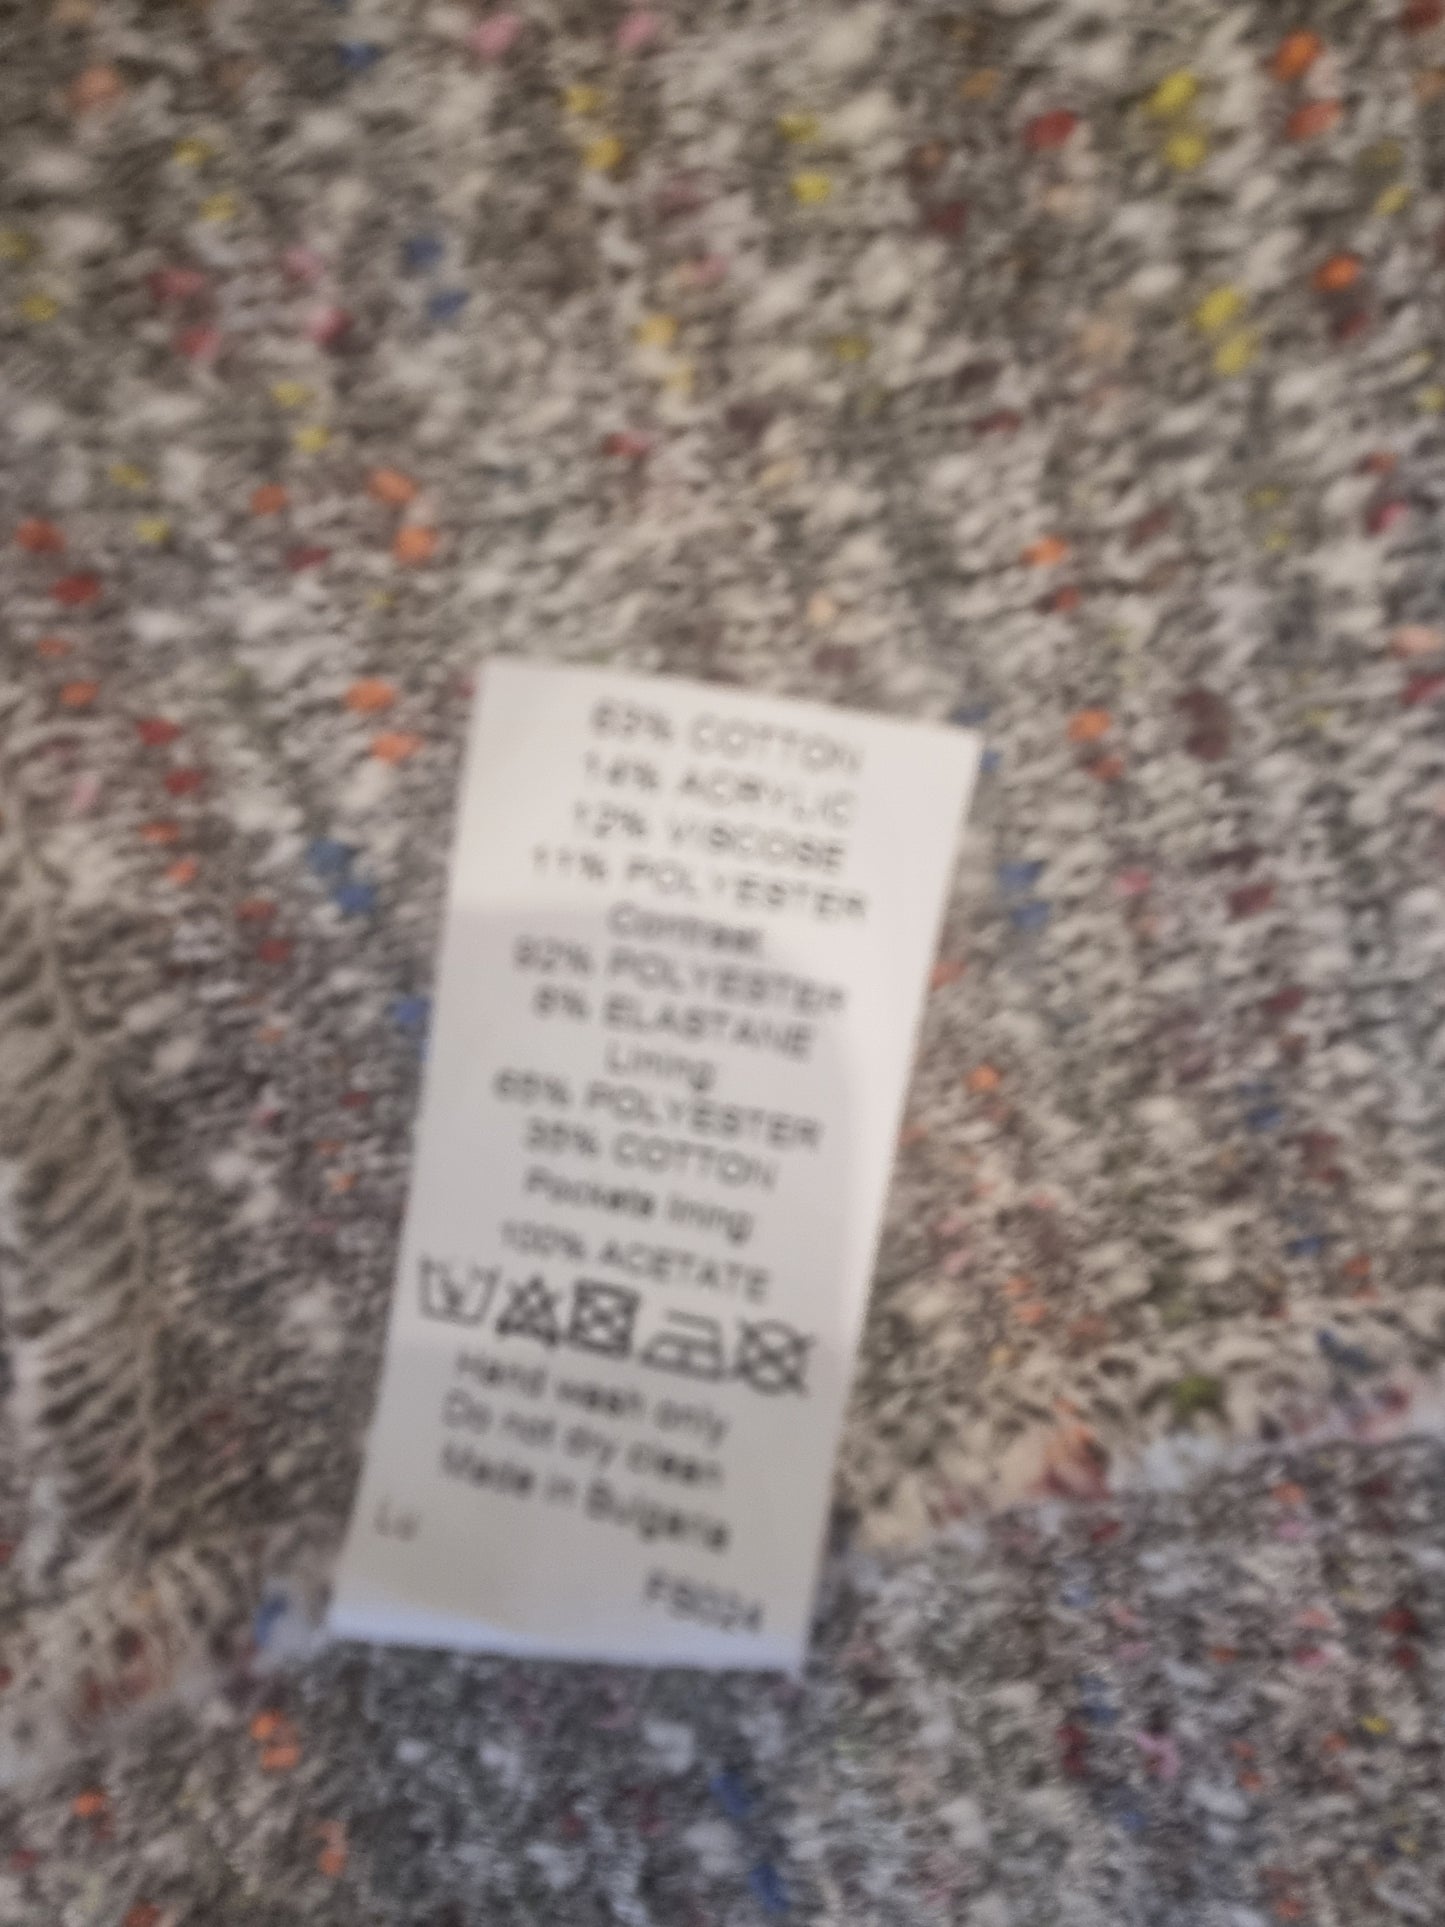 63% COTTON
14% ACRYLIC
12% VISCOSE
11% POLYESTER
Contrast
92% POLYESTER
8% ELASTANE
Lining
65% POLYESTER
35% COTTON
Pockets lining
100% ACETATE
Hand wash only
Do not dry clean
Made in Bulgaria